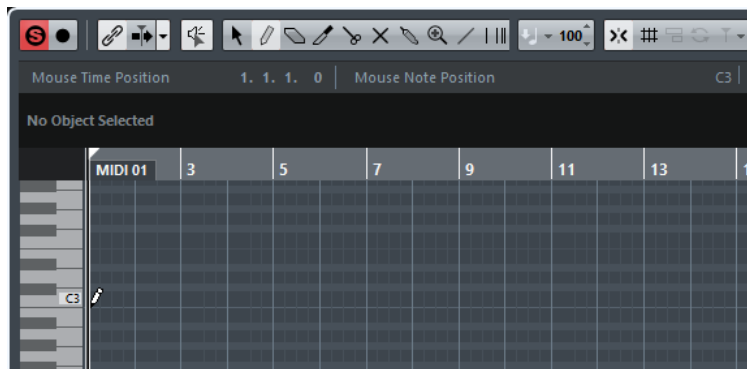 S
100
Mouse Time Position 1. 1. 1. 0 Mouse Note Position C3
No Object Selected
MIDI 01 3 5 7 9 11 13
C3